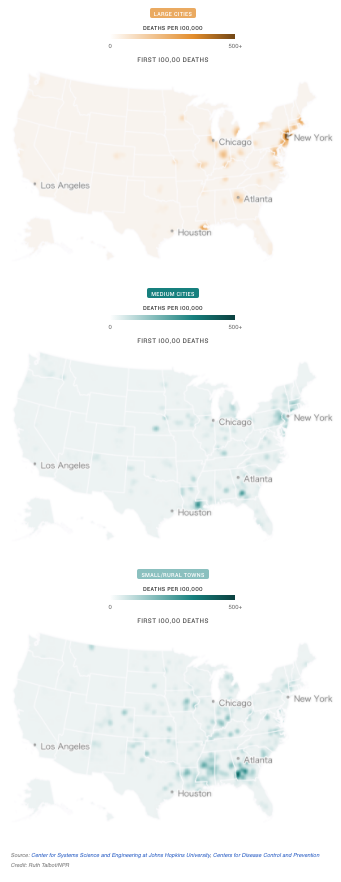 LARGE CITIES
DEATHS PER 100,000
0 500+
FIRST 100,00 DEATHS
Chicago
New York
Los Angeles
Atlanta
Houston
MEDIUM CITIES
DEATHS PER 100,000
0 500+
FIRST 100,00 DEATHS
Chicago
New York
Los Angeles
Atlanta
Houston
SMALL/RURAL TOWNS
DEATHS PER 100,000
0 500+
FIRST 100,00 DEATHS
Chicago
New York
Los Angeles
Atlanta
Houston
Source: Center for Systems Science and Engineering at Johns Hopkins University, Centers for Disease Control and Prevention
Credit: Ruth Talbot/NPR